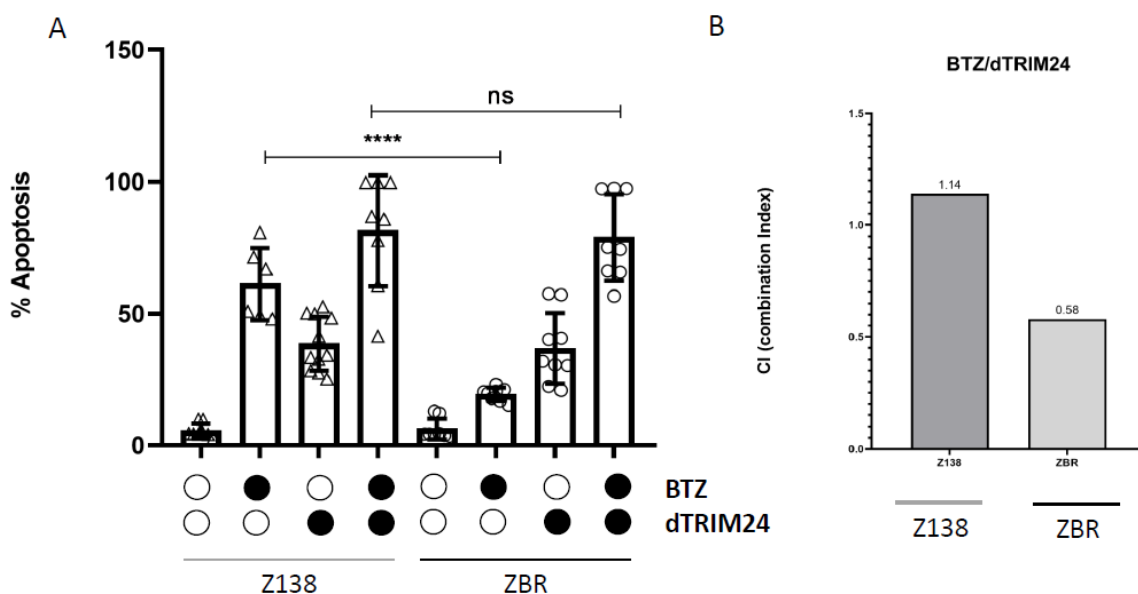 A
150
100
50
0
% Apoptosis
ns
****
BTZ
dTRIM24
Z138
ZBR
B
BTZ/dTRIM24
1.5
1.0
0.5
0.0
CI (combination Index)
1.14
0.58
Z138
ZBR
Z138
ZBR